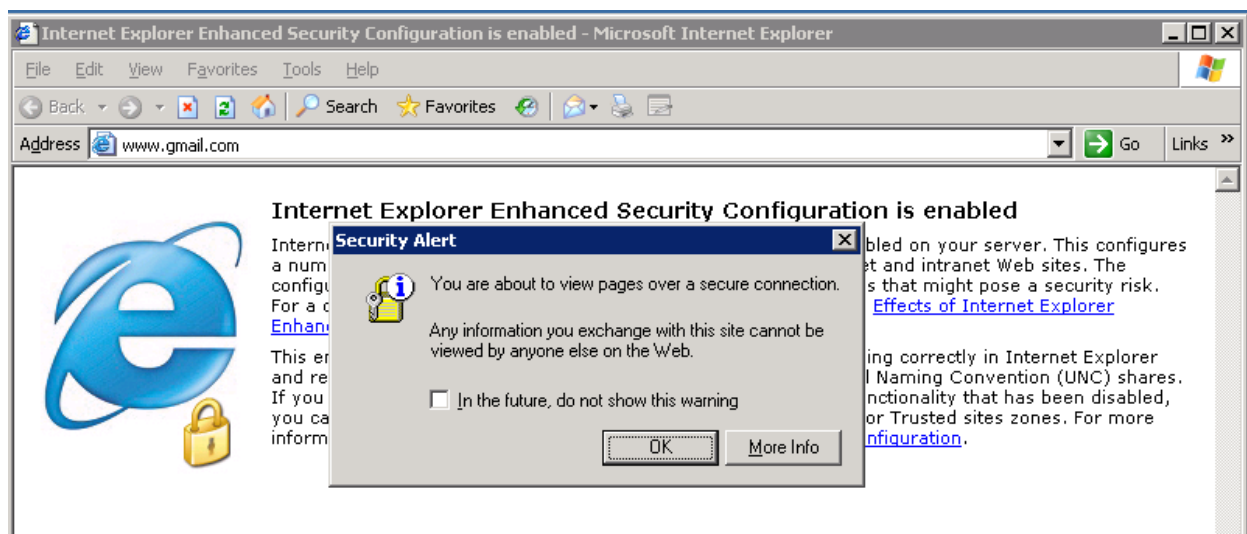 Internet Explorer Enhanced Security Configuration is enabled - Microsoft Internet Explorer
File Edit View Favorites Tools Help
Back Search Favorites
Address www.gmail.com Go Links »
Internet Explorer Enhanced Security Configuration is enabled
bled on your server. This configures
a num et and intranet Web sites. The
s that might pose a security risk.
For a Effects of Internet Explorer
This ing correctly in Internet Explorer
and re l Naming Convention (UNC) shares.
If you nctionality that has been disabled,
you ca or Trusted sites zones. For more
inform nfiguration.
Security Alert
You are about to view pages over a secure connection.
Any information you exchange with this site cannot be
viewed by anyone else on the Web.
In the future, do not show this warning
OK More Info